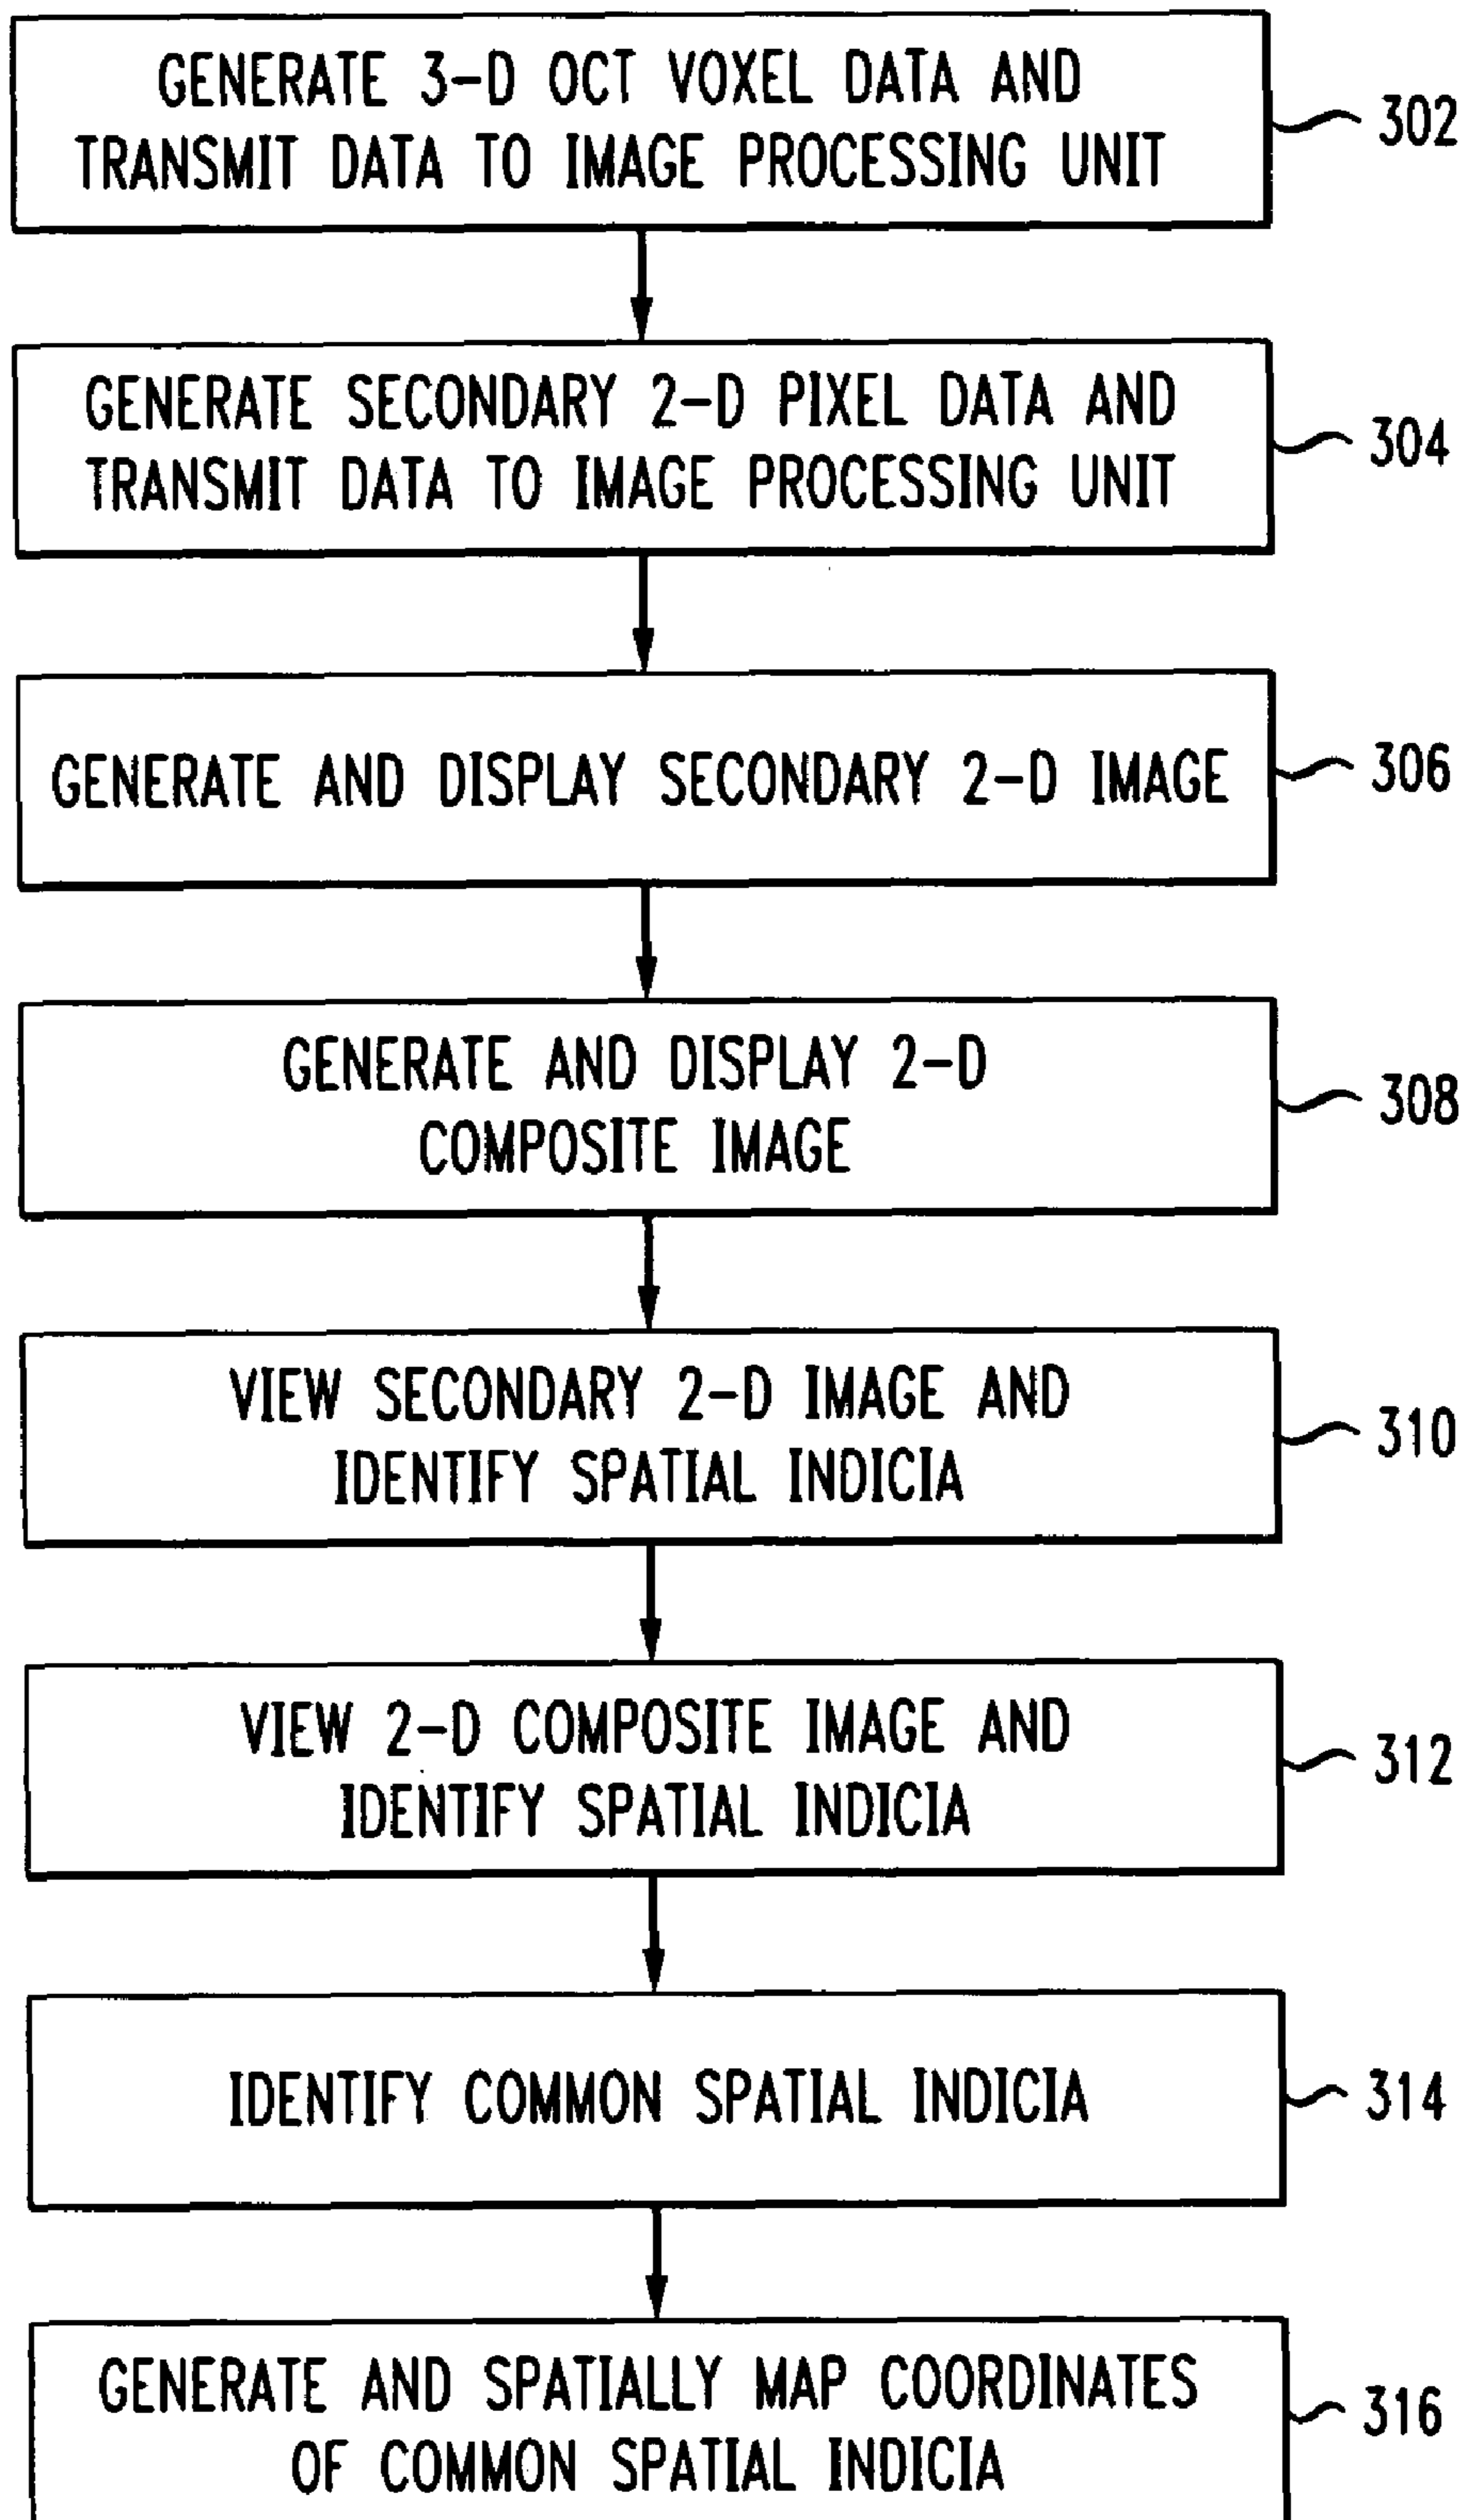 GENERATE 3-D OCT VOXEL DATA AND
TRANSMIT DATA TO IMAGE PROCESSING UNIT
302
GENERATE SECONDARY 2-D PIXEL DATA AND
TRANSMIT DATA TO IMAGE PROCESSING UNIT
304
GENERATE AND DISPLAY SECONDARY 2-D IMAGE
306
GENERATE AND DISPLAY 2-D
COMPOSITE IMAGE
308
VIEW SECONDARY 2-D IMAGE AND
IDENTIFY SPATIAL INDICIA
310
VIEW 2-D COMPOSITE IMAGE AND
IDENTIFY SPATIAL INDICIA
312
IDENTIFY COMMON SPATIAL INDICIA
314
GENERATE AND SPATIALLY MAP COORDINATES
OF COMMON SPATIAL INDICIA
316